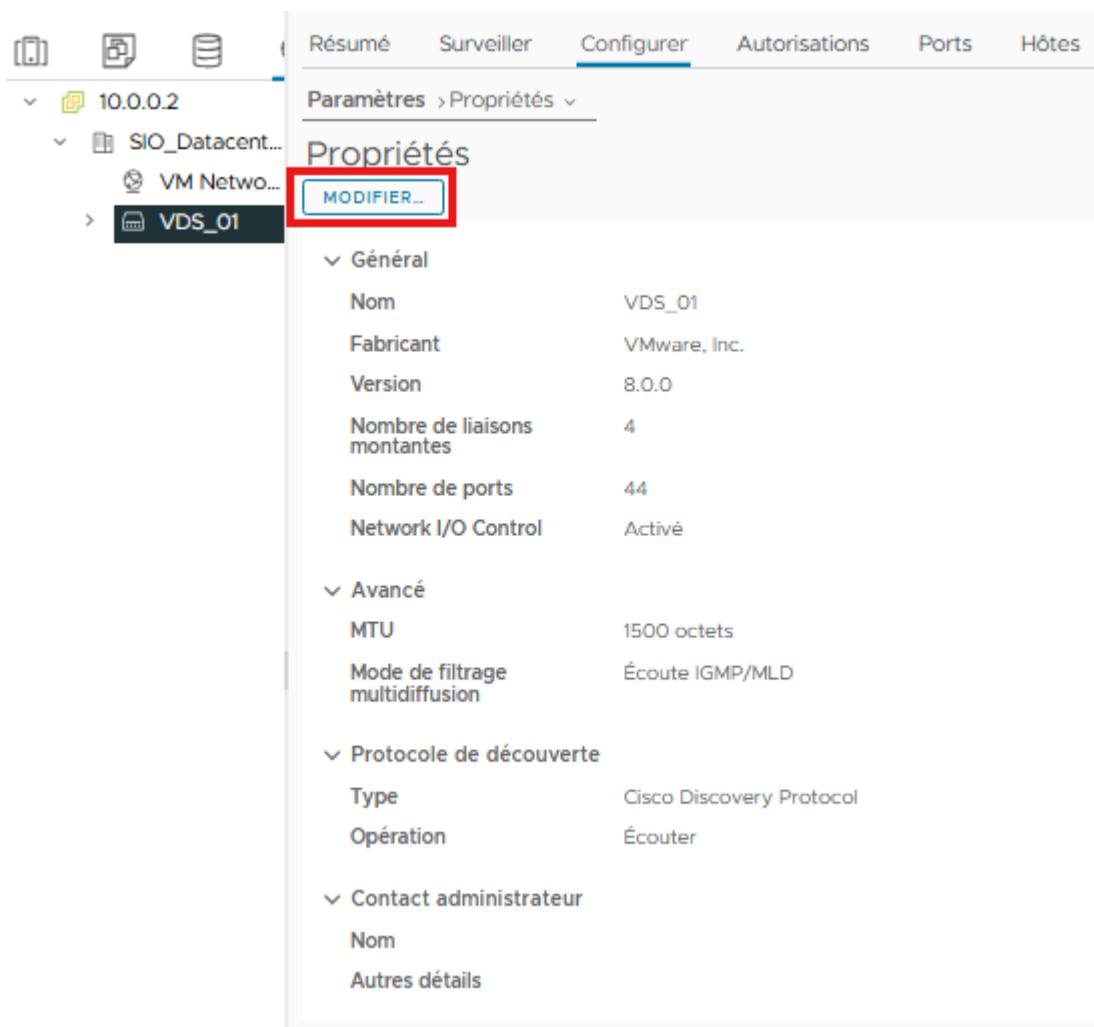 Résumé Surveiller Configurer Autorisations Ports Hôtes
10.0.0.2
SIO_Datacent...
VM Netwo...
VDS_01
Paramètres › Propriétés
Propriétés
MODIFIER...
Général
Nom VDS_01
Fabricant VMware, Inc.
Version 8.0.0
Nombre de liaisons 4
montantes
Nombre de ports 44
Network I/O Control Activé
Avancé
MTU 1500 octets
Mode de filtrage Écoute IGMP/MLD
multidiffusion
Protocole de découverte
Type Cisco Discovery Protocol
Opération Écouter
Contact administrateur
Nom
Autres détails